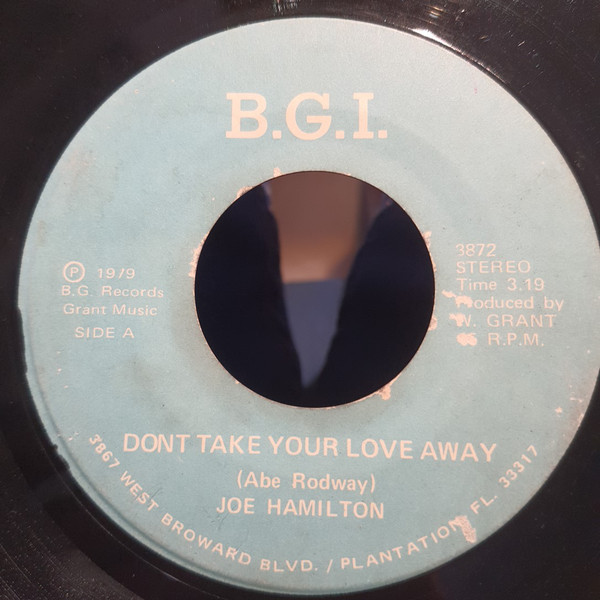 B.G.I.
℗ 1979
B.G. Records
Grant Music
SIDE A
3872
STEREO
Time 3.19
Produced by
W. GRANT
R.P.M.
DONT TAKE YOUR LOVE AWAY
(Abe Rodway)
JOE HAMILTON
3867 WEST BROWARD BLVD. / PLANTATION FL. 33317